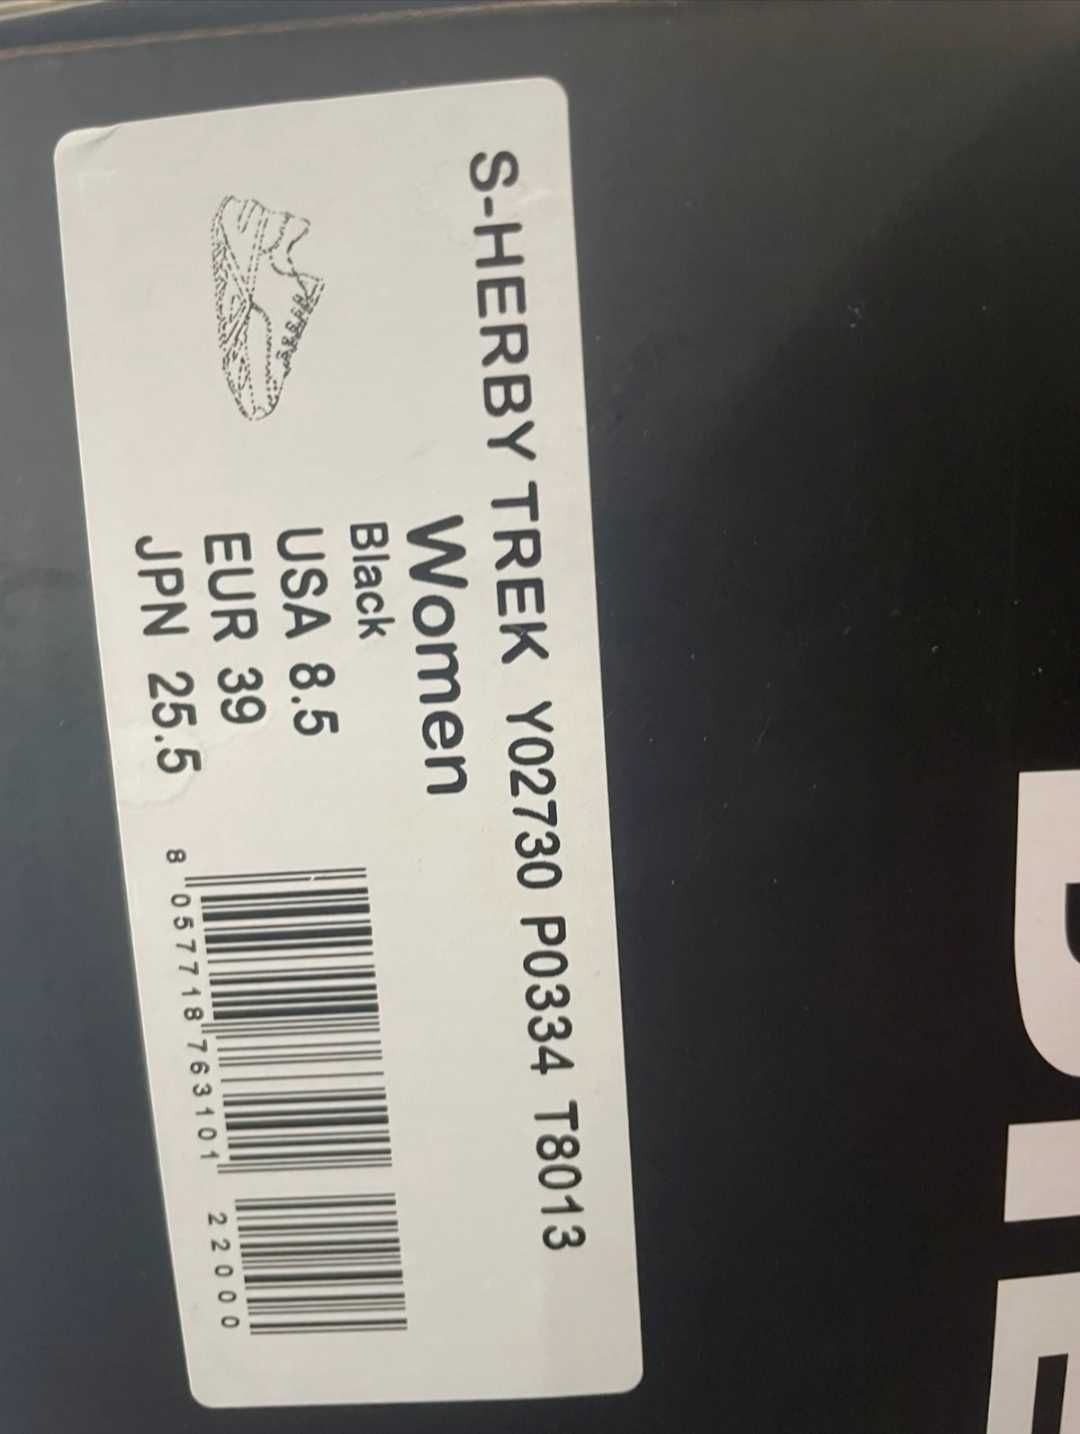 S-HERBY TREK Y02730 P0334 T8013
Women
Black
USA 8.5
EUR 39
JPN 25.5
8 057718 763101 22000
DIE